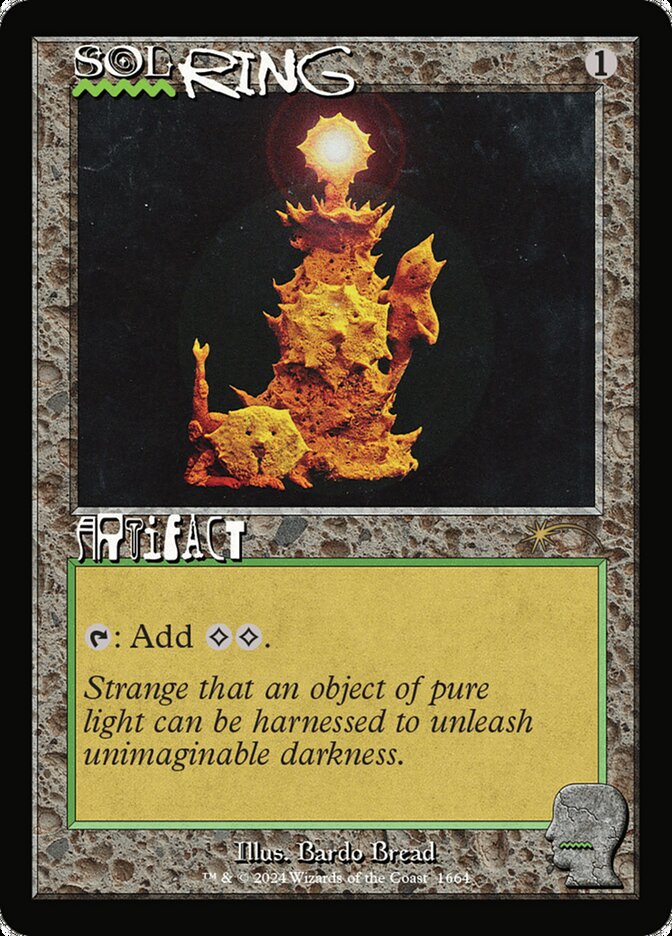 SOL RING
1
ARTiFACT
: Add .
Strange that an object of pure
light can be harnessed to unleash
unimaginable darkness.
Illus. Bardo Bread
™ & © 2024 Wizards of the Coast 1664